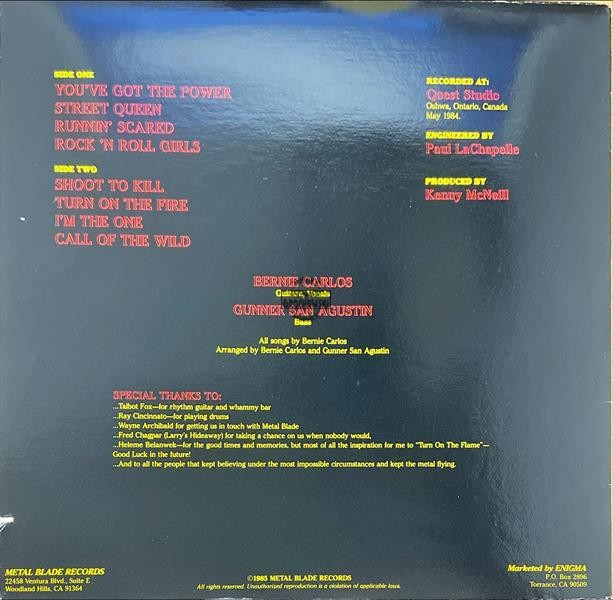 SIDE ONE
YOU'VE GOT THE POWER
STREET QUEEN
RUNNIN' SCARED
ROCK 'N ROLL GIRLS
SIDE TWO
SHOOT TO KILL
TURN ON THE FIRE
I'M THE ONE
CALL OF THE WILD
RECORDED AT:
Quest Studio
Oshwa, Ontario, Canada
May 1984.
ENGINEERED BY
Paul LaChapelle
PRODUCED BY
Kenny McNeill
BERNIE CARLOS
Guitars, Vocals
GUNNER SAN AGUSTIN
Bass
All songs by Bernie Carlos
Arranged by Bernie Carlos and Gunner San Agustin
SPECIAL THANKS TO:
...Talbot Fox—for rhythm guitar and whammy bar
...Ray Cincinnato—for playing drums
...Wayne Archibald for getting us in touch with Metal Blade
...Fred Chagpar (Larry's Hideaway) for taking a chance on us when nobody would.
...Heleme Belanwek—for the good times and memories, but most of all the inspiration for me to "Turn On The Flame"—
Good Luck in the future!
...And to all the people that kept believing under the most impossible circumstances and kept the metal flying.
METAL BLADE RECORDS
22458 Ventura Blvd., Suite E
Woodland Hills, CA 91364
©1985 METAL BLADE RECORDS
All rights reserved. Unauthorized reproduction is a violation of applicable laws.
Marketed by ENIGMA
P.O. Box 2896
Torrance, CA 90509